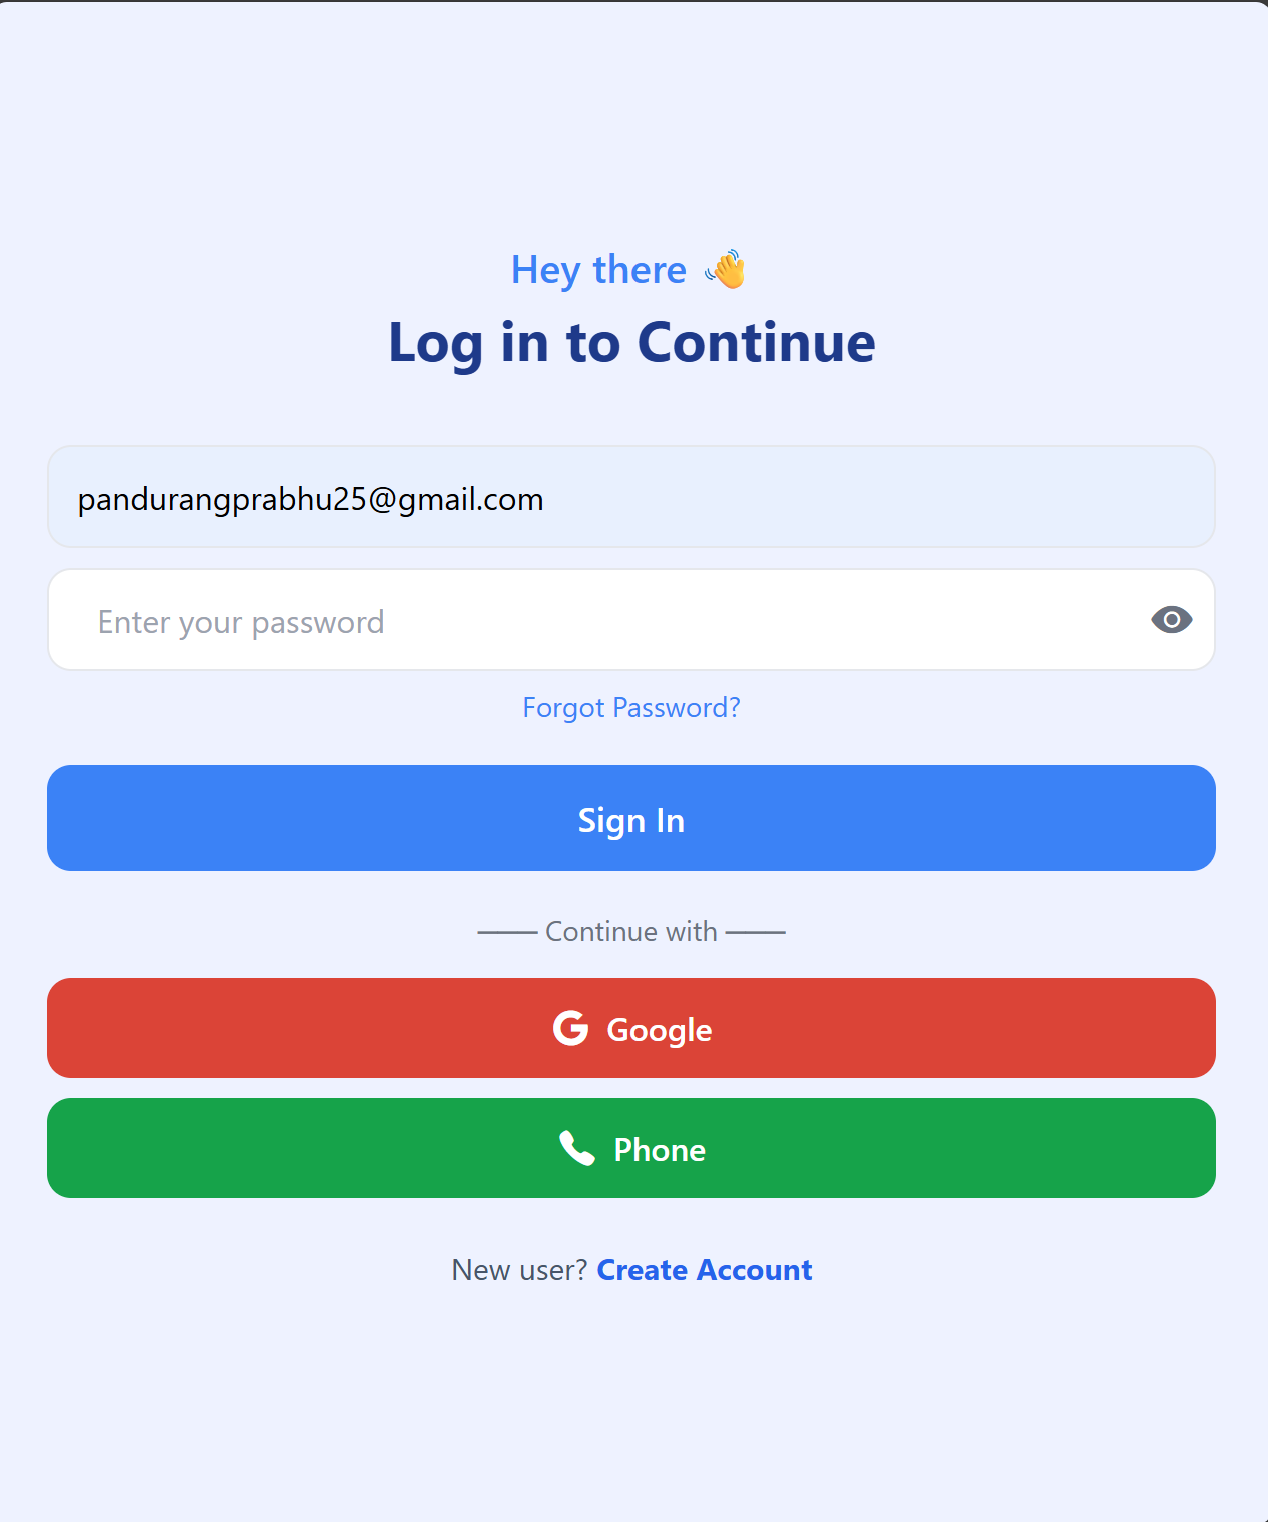 Hey there 👋
Log in to Continue
pandurangprabhu25@gmail.com
Enter your password
Forgot Password?
Sign In
—— Continue with ——
Google
Phone
New user? Create Account